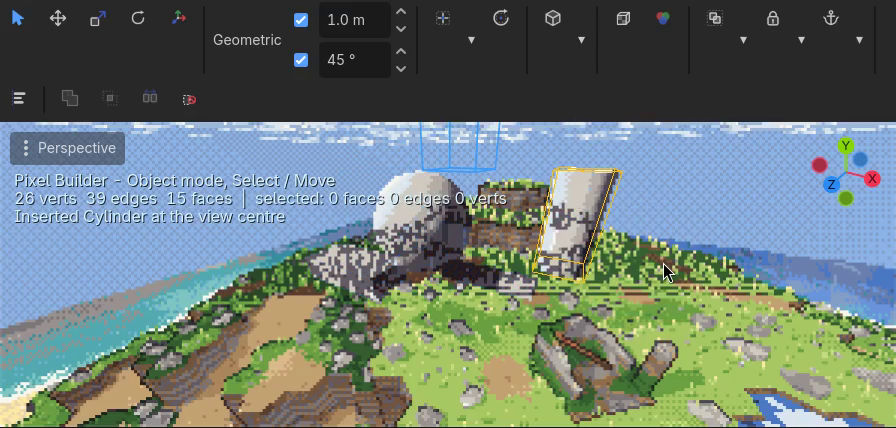 Geometric
1.0 m
45 °
Perspective
Pixel Builder - Object mode, Select / Move
26 verts 39 edges 15 faces | selected: 0 faces 0 edges 0 verts
Inserted Cylinder at the view centre
Y
X
Z